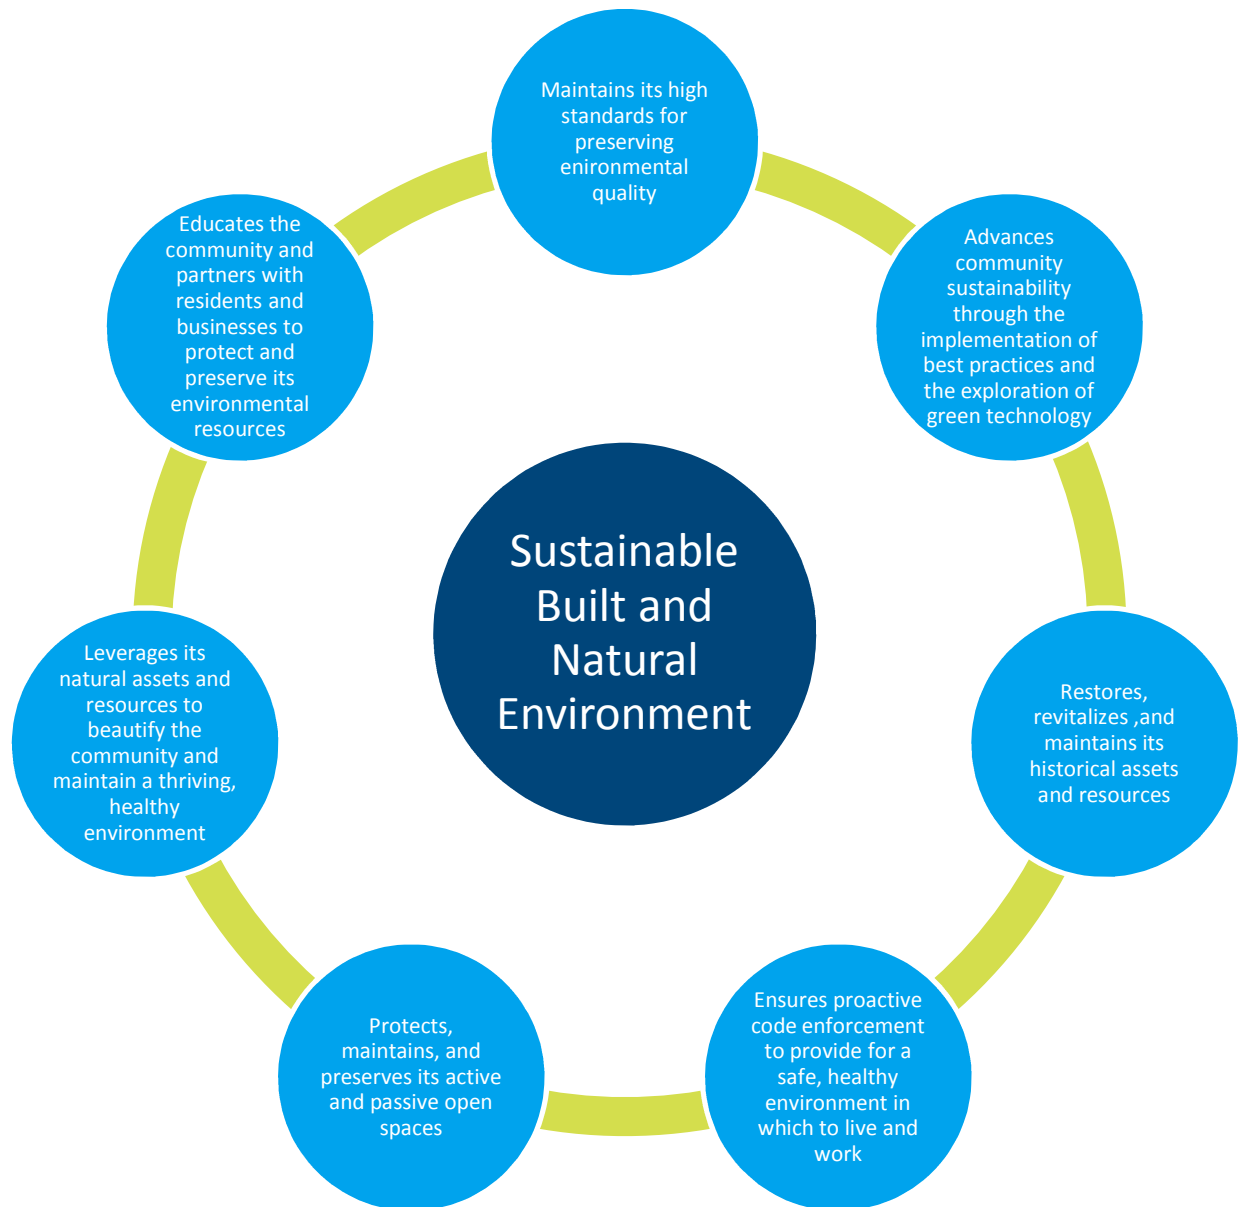 Maintains its high
standards for
preserving
enironmental
quality
Advances
community
sustainability
through the
implementation of
best practices and
the exploration of
green technology
Restores,
revitalizes ,and
maintains its
historical assets
and resources
Ensures proactive
code enforcement
to provide for a
safe, healthy
environment in
which to live and
work
Protects,
maintains, and
preserves its active
and passive open
spaces
Leverages its
natural assets and
resources to
beautify the
community and
maintain a thriving,
healthy
environment
Educates the
community and
partners with
residents and
businesses to
protect and
preserve its
environmental
resources
Sustainable
Built and
Natural
Environment